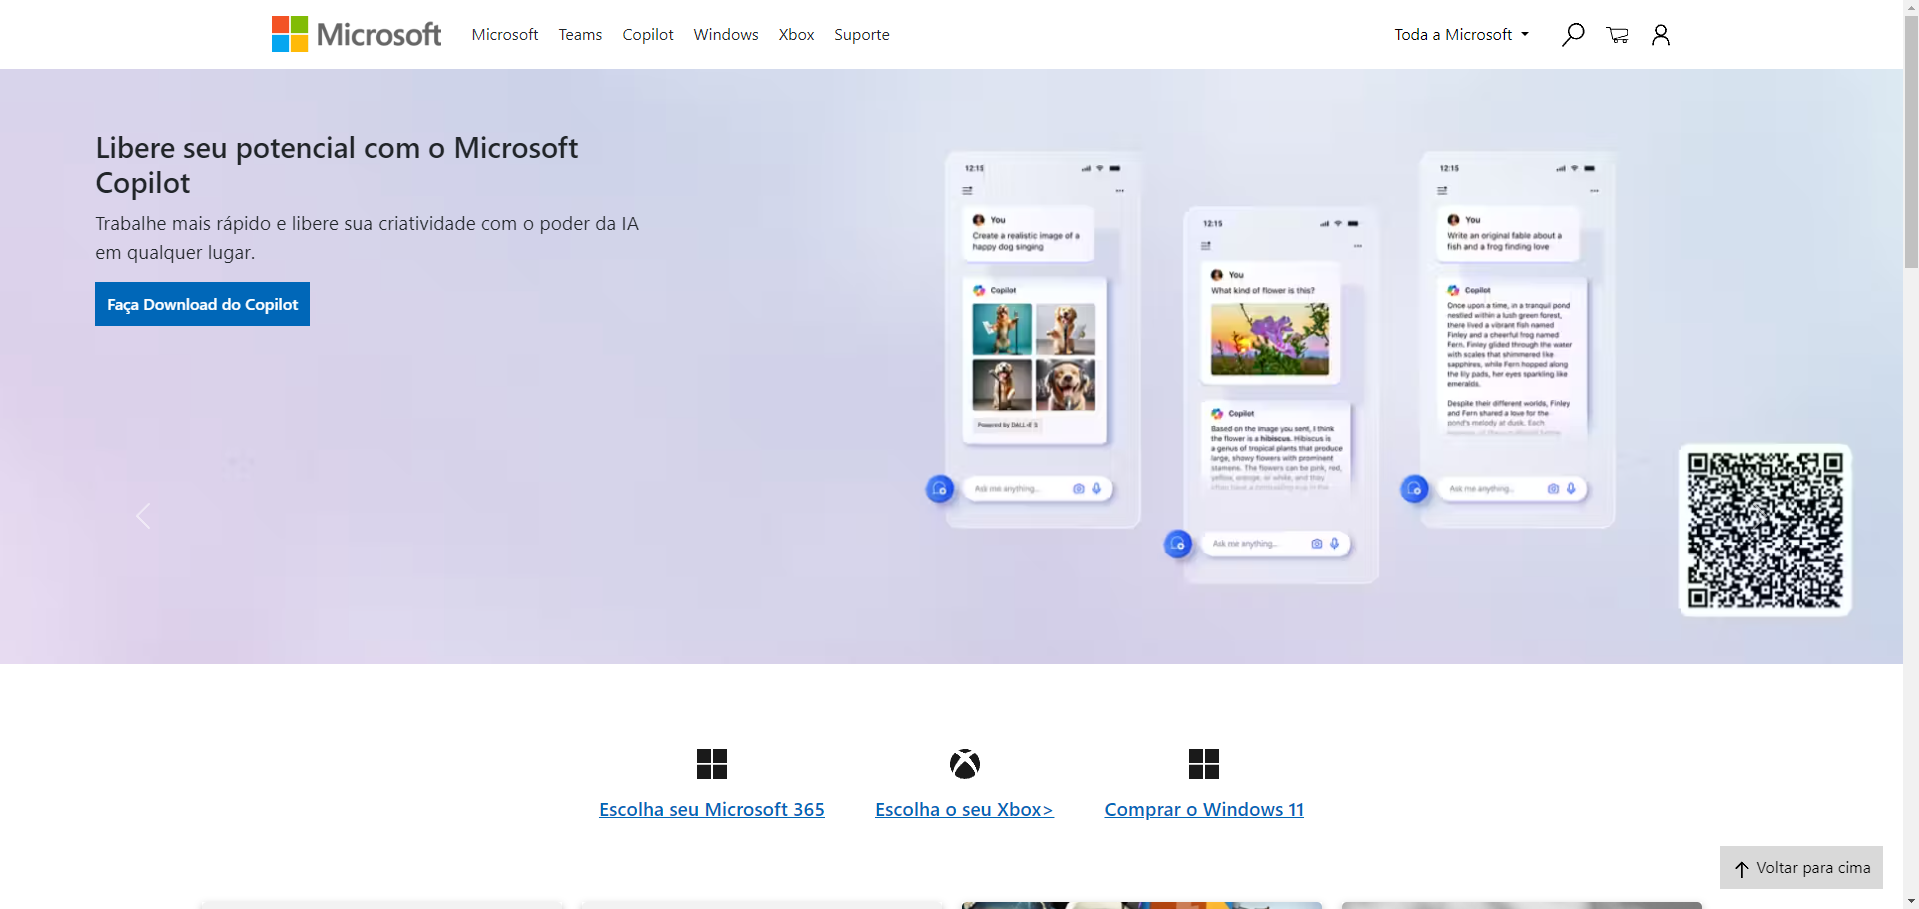 Microsoft
Microsoft
Teams
Copilot
Windows
Xbox
Suporte
Toda a Microsoft
Libere seu potencial com o Microsoft
Copilot
Trabalhe mais rápido e libere sua criatividade com o poder da IA
em qualquer lugar.
Faça Download do Copilot
12:15
You
Create a realistic image of a
happy dog singing
Copilot
Powered by DALL·E 3
Ask me anything...
12:15
You
What kind of flower is this?
Copilot
Based on the image you sent, I think
the flower is a hibiscus. Hibiscus is
a genus of tropical plants that produce
large, showy flowers with prominent
stamens. The flowers can be pink, red,
yellow, orange, or white, and they
Ask me anything...
12:15
You
Write an original fable about a
fish and a frog finding love
Copilot
Once upon a time, in a tranquil pond
nestled within a lush green forest,
there lived a vibrant fish named
Finley and a cheerful frog named
Fern. Finley glided through the water
with scales that shimmered like
sapphires, while Fern hopped along
the lily pads, her eyes sparkling like
emeralds.
Despite their different worlds, Finley
and Fern shared a love for the
pond's melody at dusk. Each
Ask me anything...
Escolha seu Microsoft 365
Escolha o seu Xbox>
Comprar o Windows 11
Voltar para cima